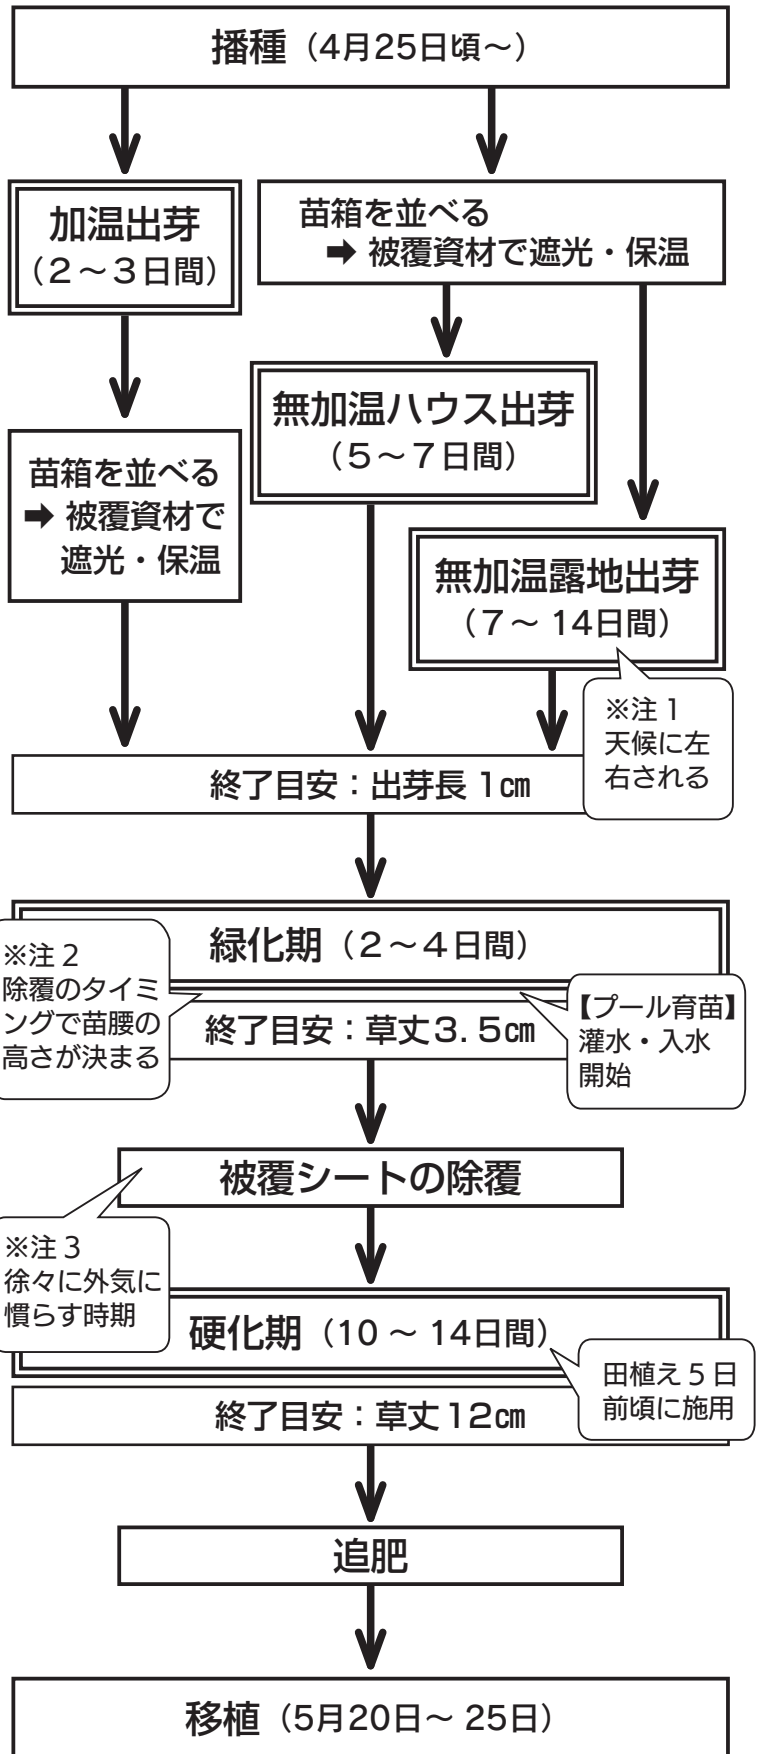 播種（4月25日頃～）
加温出芽
（2～3日間）
苗箱を並べる
➡ 被覆資材で遮光・保温
無加温ハウス出芽
（5～7日間）
苗箱を並べる
➡ 被覆資材で
遮光・保温
無加温露地出芽
（7～14日間）
※注1
天候に左
右される
終了目安：出芽長 1㎝
緑化期（2～4日間）
※注2
除覆のタイミ
ングで苗腰の
高さが決まる
終了目安：草丈3.5㎝
【プール育苗】
灌水・入水
開始
被覆シートの除覆
※注3
徐々に外気に
慣らす時期
硬化期（10～14日間）
田植え5日
前頃に施用
終了目安：草丈12㎝
追肥
移植（5月20日～25日）